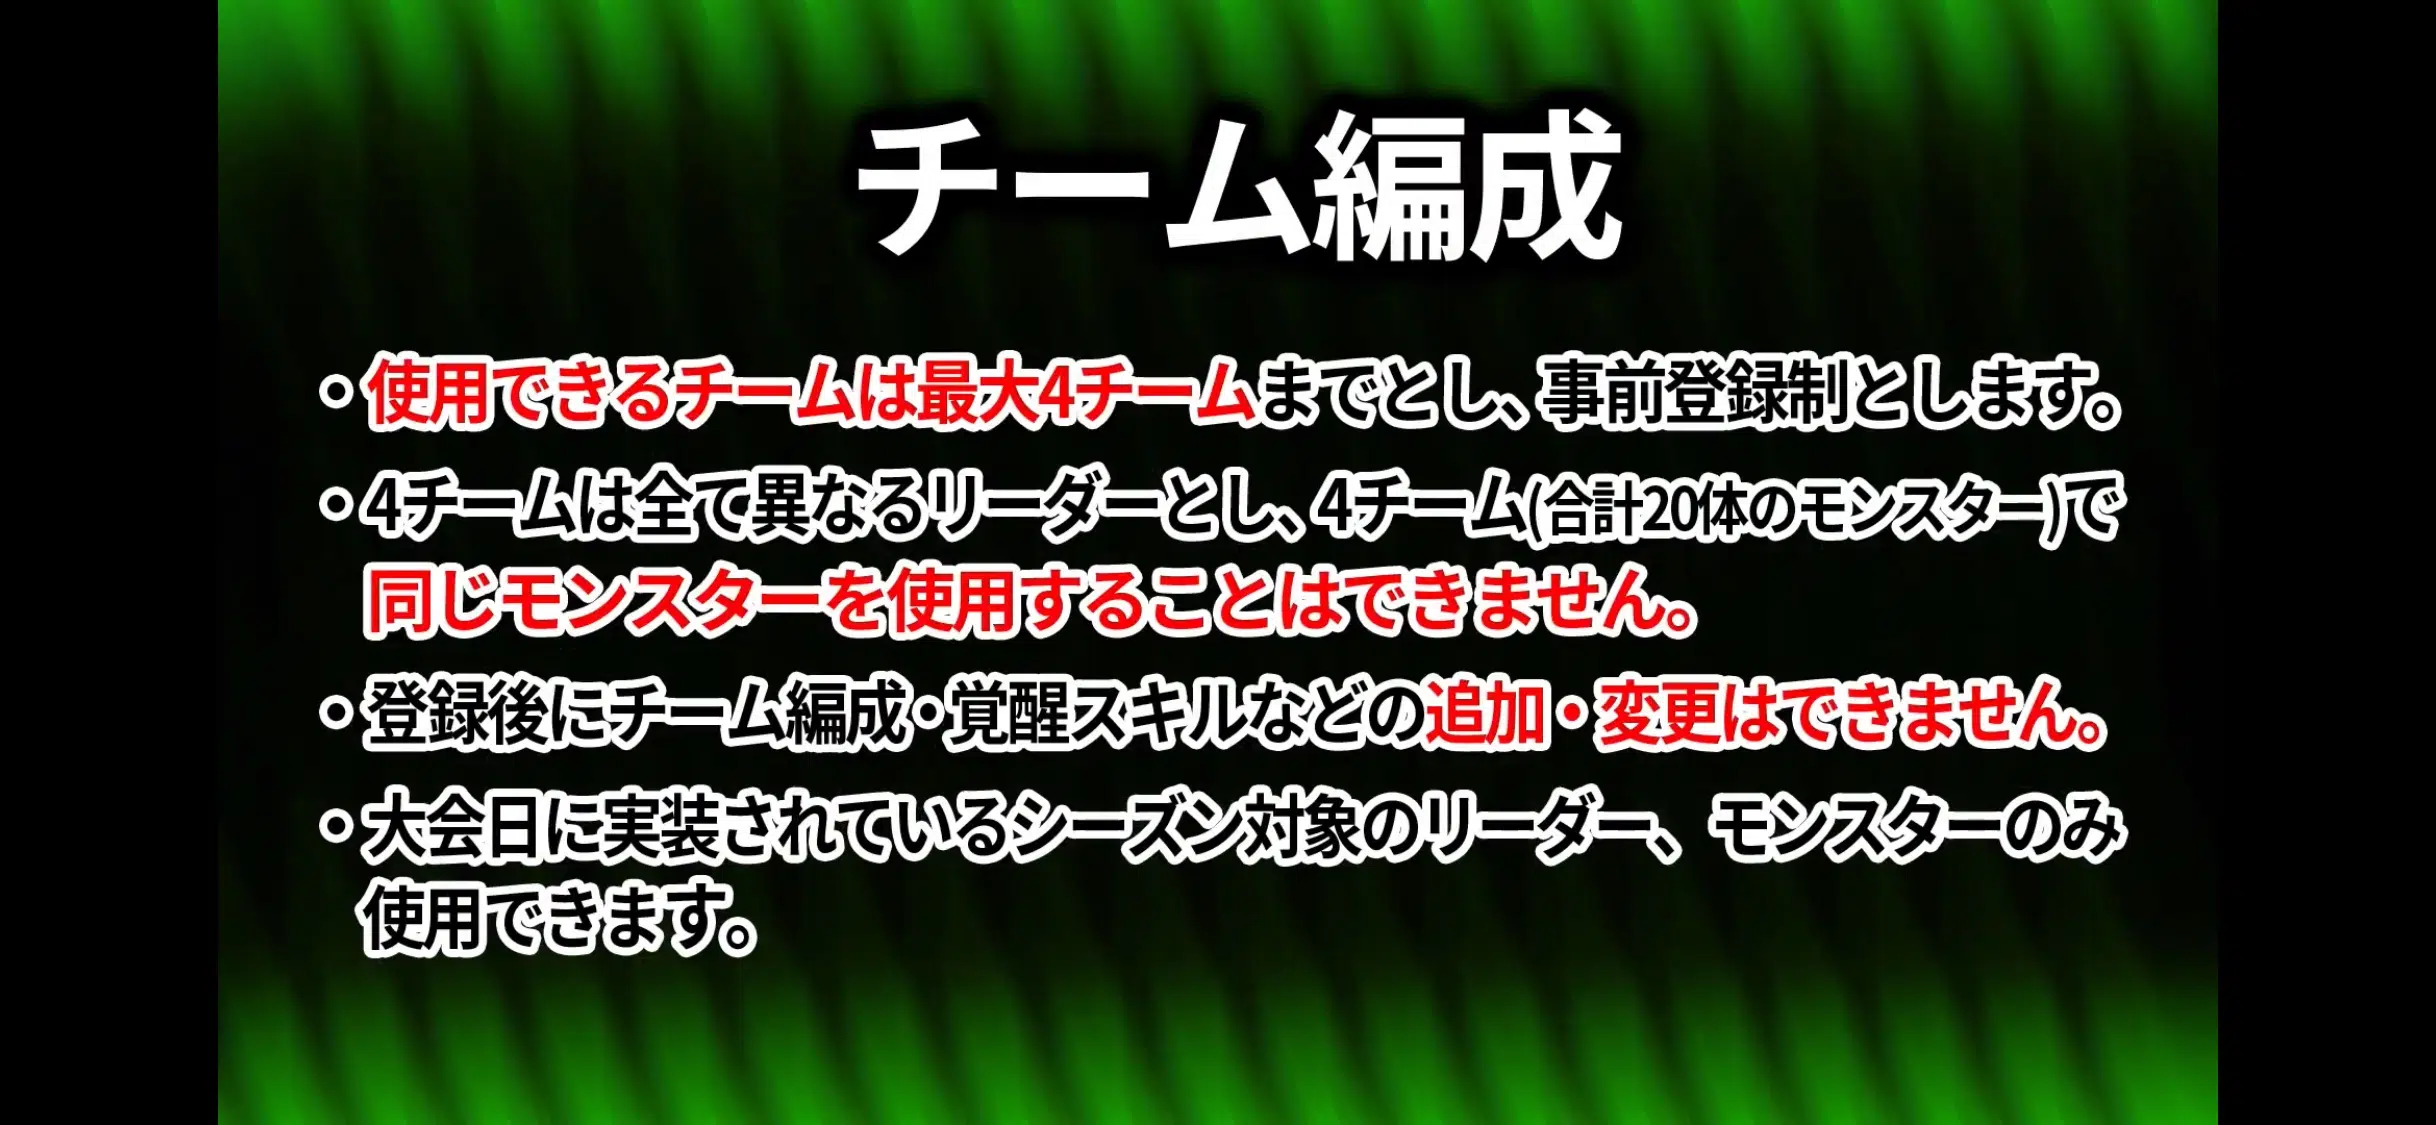 チーム編成
・使用できるチームは最大4チームまでとし、事前登録制とします。
・4チームは全て異なるリーダーとし、4チーム(合計20体のモンスター)で
同じモンスターを使用することはできません。
・登録後にチーム編成・覚醒スキルなどの追加・変更はできません。
・大会日に実装されているシーズン対象のリーダー、モンスターのみ
使用できます。